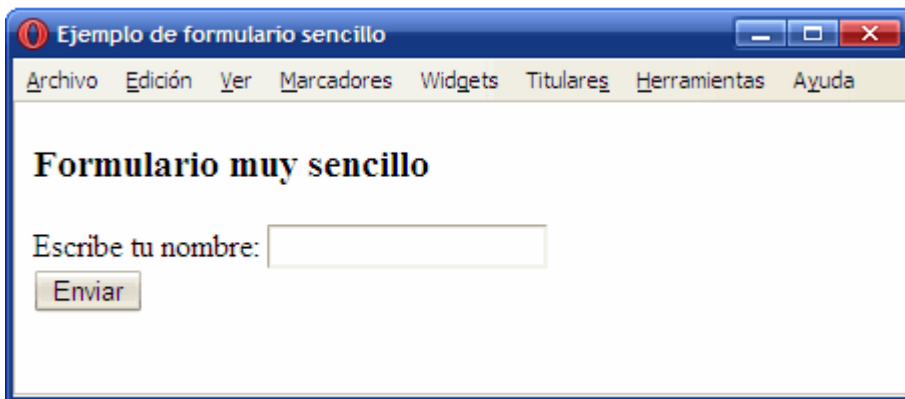 Ejemplo de formulario sencillo
Archivo Edición Ver Marcadores Widgets Titulares Herramientas Ayuda
Formulario muy sencillo
Escribe tu nombre:
Enviar